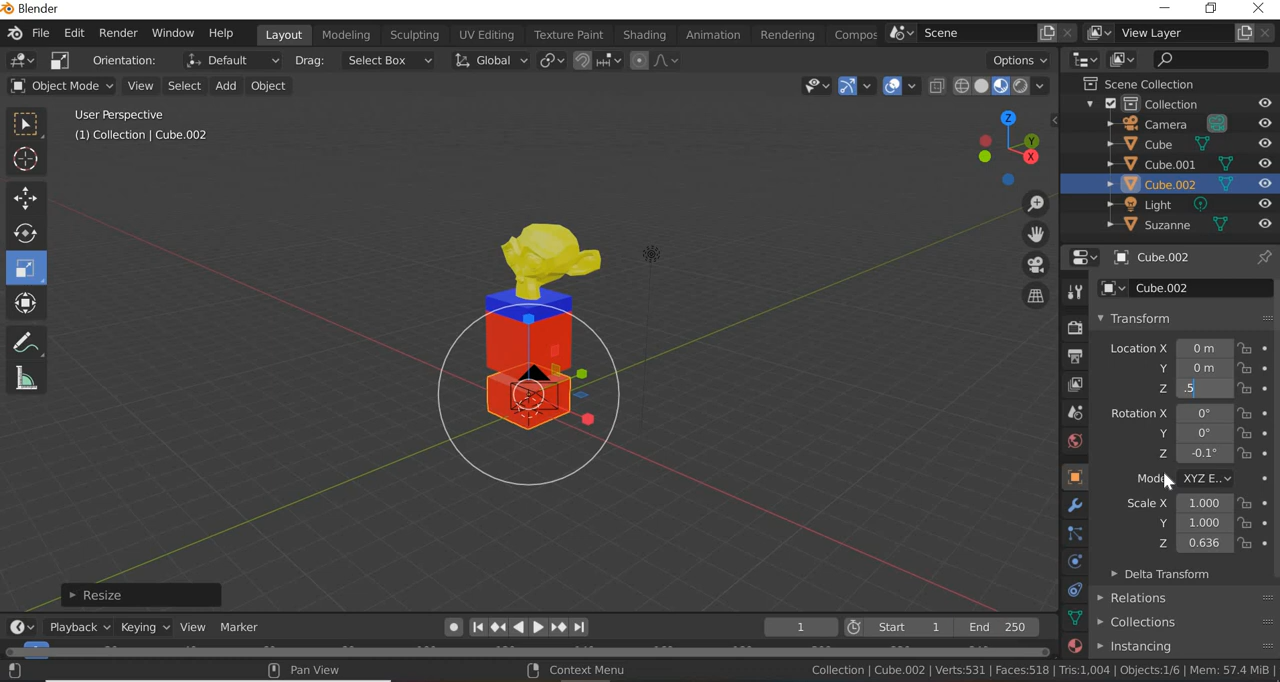 Blender
File Edit Render Window Help Layout Modeling Sculpting UV Editing Texture Paint Shading Animation Rendering Compos Scene View Layer
Orientation: Default Drag: Select Box Global Options
Object Mode View Select Add Object
User Perspective
(1) Collection | Cube.002
Z
Y
X
Scene Collection
Collection
Camera
Cube
Cube.001
Cube.002
Light
Suzanne
Cube.002
Cube.002
Transform
Location X 0 m
Y 0 m
Z .5
Rotation X 0°
Y 0°
Z -0.1°
Mode XYZ E..
Scale X 1.000
Y 1.000
Z 0.636
Delta Transform
Relations
Collections
Instancing
Resize
Playback Keying View Marker 1 Start 1 End 250
Pan View Context Menu Collection | Cube.002 | Verts:531 | Faces:518 | Tris:1,004 | Objects:1/6 | Mem: 57.4 MiB |